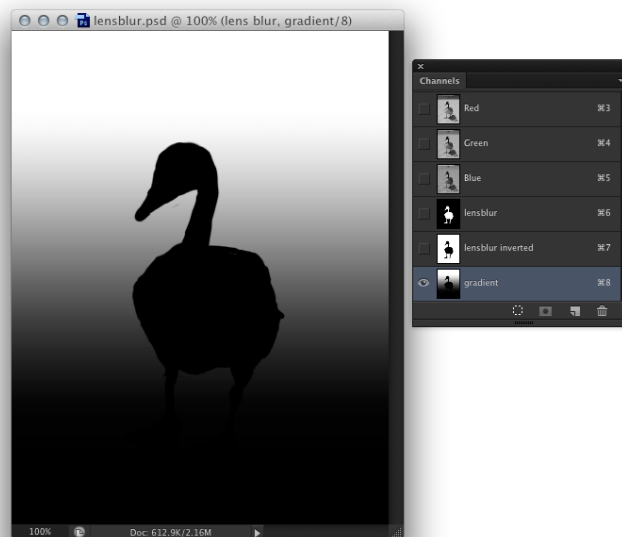 lensblur.psd @ 100% (lens blur, gradient/8)
Channels
Red ⌘3
Green ⌘4
Blue ⌘5
lensblur ⌘6
lensblur inverted ⌘7
gradient ⌘8
100% Doc: 612.9K/2.16M